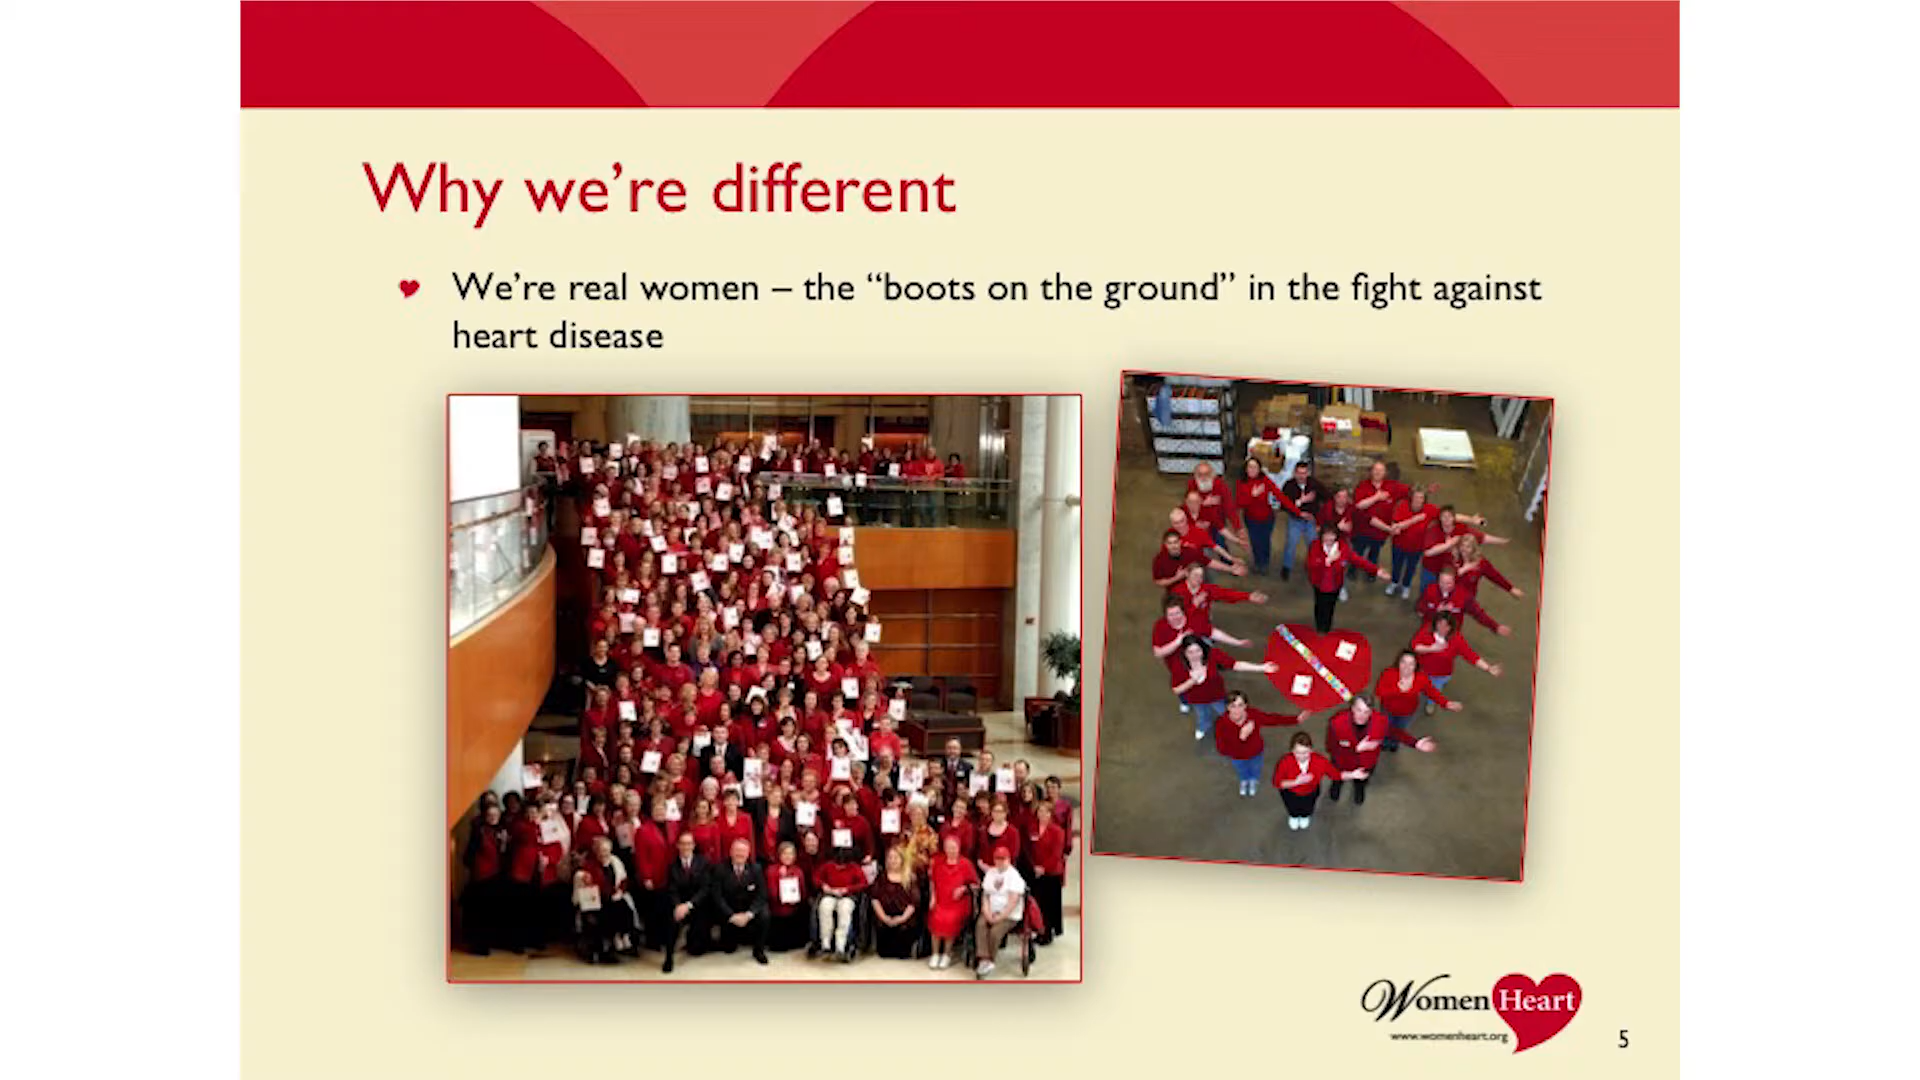 Why we’re different
We’re real women – the “boots on the ground” in the fight against
heart disease
Women Heart
www.womenheart.org
5